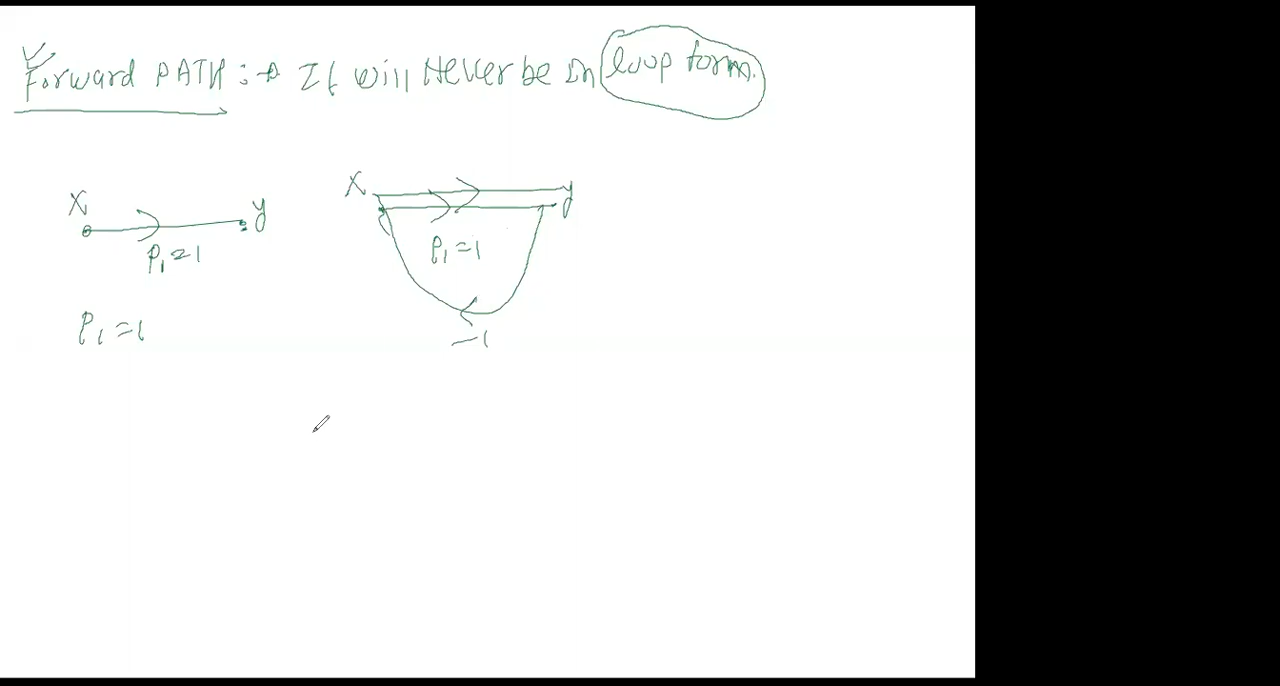 Forward PATH :→ It will Never be in loop form.
x y
P1 = 1
P1 = 1
x y
P1 = 1
-1